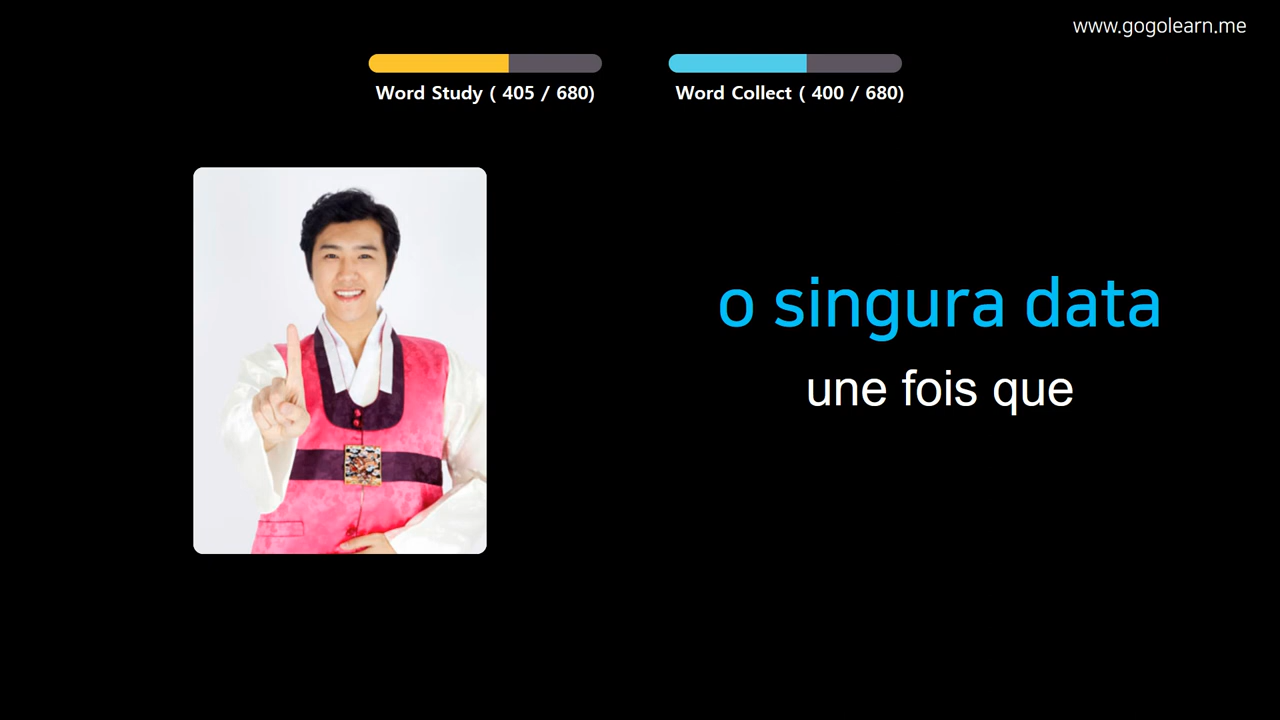 www.gogolearn.me
Word Study ( 405 / 680)
Word Collect ( 400 / 680)
o singura data
une fois que